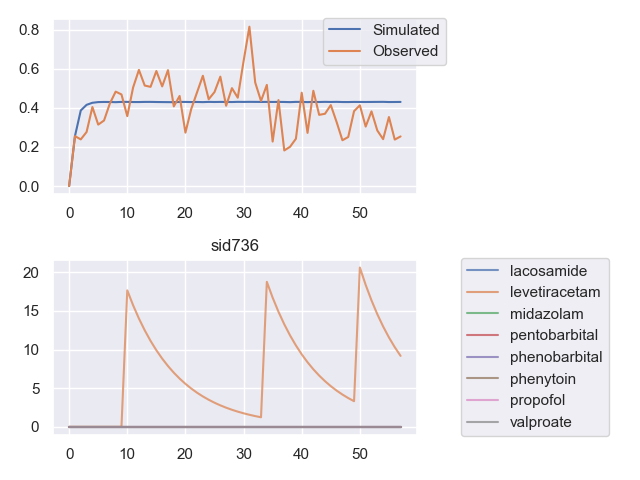 0.8
0.6
0.4
0.2
0.0
0 10 20 30 40 50
Simulated
Observed
sid736
20
15
10
5
0
0 10 20 30 40 50
lacosamide
levetiracetam
midazolam
pentobarbital
phenobarbital
phenytoin
propofol
valproate